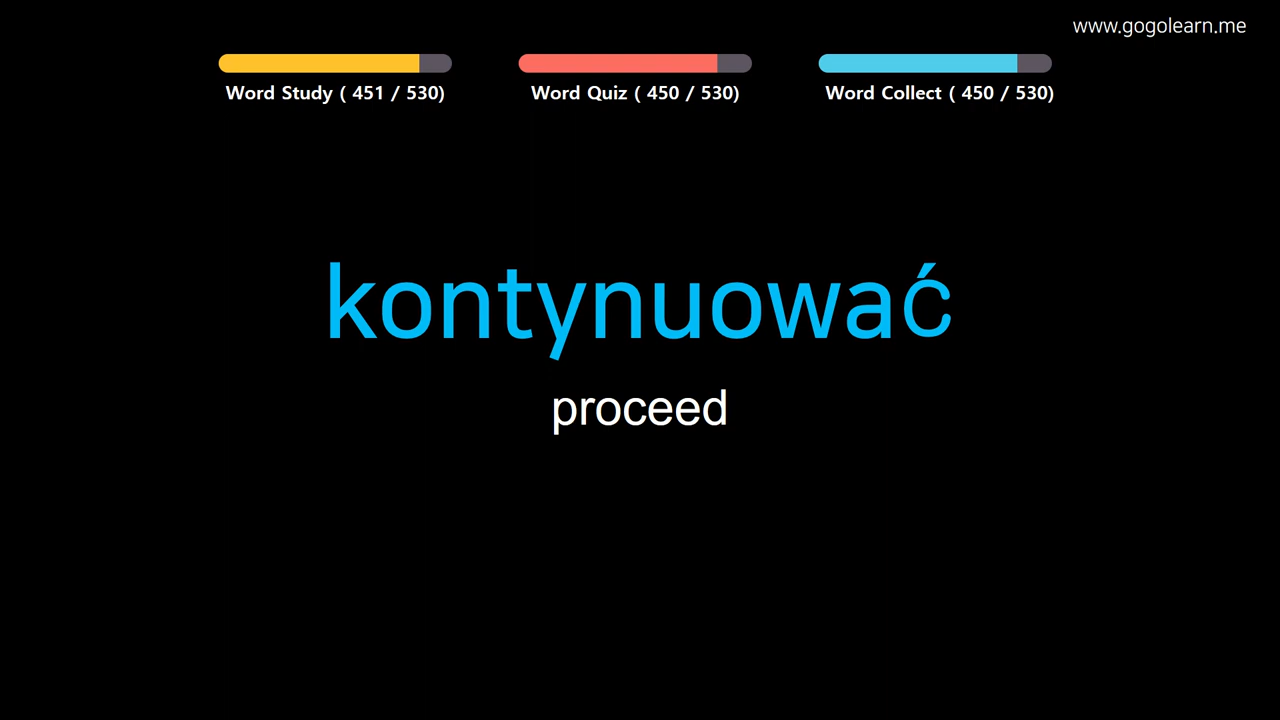 www.gogolearn.me
Word Study ( 451 / 530)
Word Quiz ( 450 / 530)
Word Collect ( 450 / 530)
kontynuować
proceed